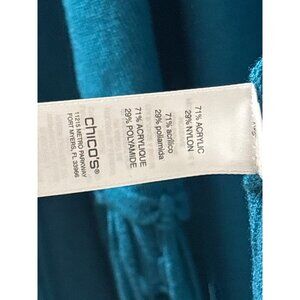 71% ACRYLIC
29% NYLON
71% acrílico
29% poliamida
71% ACRYLIQUE
29% POLYAMIDE
chico's®
11215 METRO PARKWAY
FORT MYERS, FL 33966